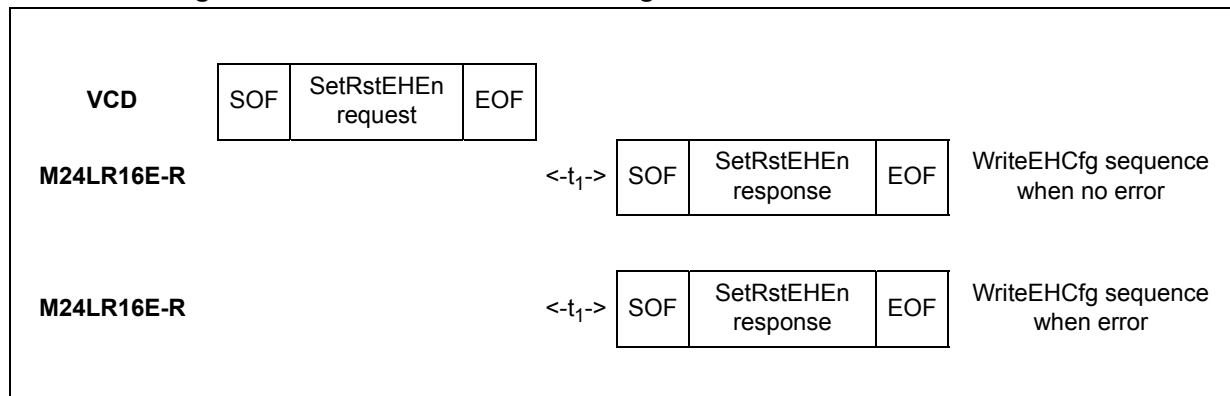 VCD
SOF
SetRstEHEn
request
EOF
M24LR16E-R
<-t₁->
SOF
SetRstEHEn
response
EOF
WriteEHCfg sequence
when no error
M24LR16E-R
<-t₁->
SOF
SetRstEHEn
response
EOF
WriteEHCfg sequence
when error